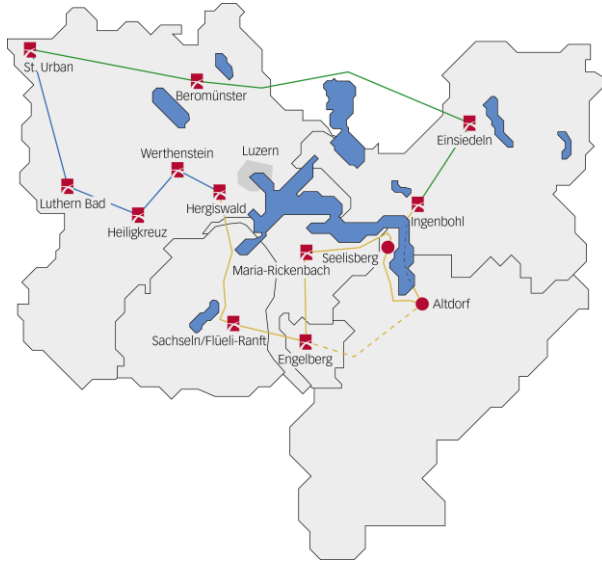 St. Urban
Beromünster
Einsiedeln
Werthenstein
Luzern
Luthern Bad
Hergiswald
Heiligkreuz
Ingenbohl
Seelisberg
Maria-Rickenbach
Altdorf
Sachseln/Flüeli-Ranft
Engelberg